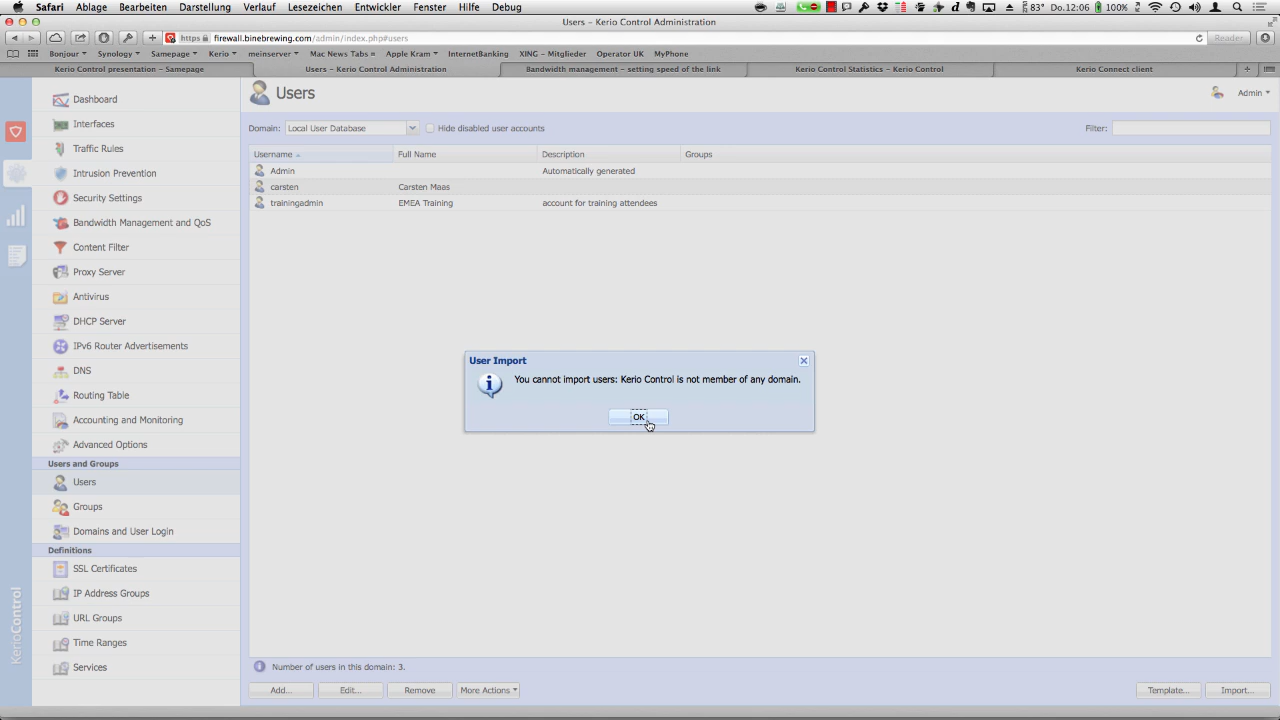 Safari Ablage Bearbeiten Darstellung Verlauf Lesezeichen Entwickler Fenster Hilfe Debug 83° Do. 12:06 100%
Users - Kerio Control Administration
https firewall.binebrewing.com/admin/index.php#users Reader
Bonjour Synology Samepage Kerio meinserver Mac News Tabs Apple Kram InternetBanking XING - Mitglieder Operator UK MyPhone
Kerio Control presentation – Samepage Users – Kerio Control Administration Bandwidth management – setting speed of the link Kerio Control Statistics – Kerio Control Kerio Connect client
Users
Admin
Domain: Local User Database Hide disabled user accounts Filter:
Username Full Name Description Groups
Admin Automatically generated
carsten Carsten Maas
trainingadmin EMEA Training account for training attendees
Dashboard
Interfaces
Traffic Rules
Intrusion Prevention
Security Settings
Bandwidth Management and QoS
Content Filter
Proxy Server
Antivirus
DHCP Server
IPv6 Router Advertisements
DNS
Routing Table
Accounting and Monitoring
Advanced Options
Users and Groups
Users
Groups
Domains and User Login
Definitions
SSL Certificates
IP Address Groups
URL Groups
Time Ranges
Services
KerioControl
User Import
You cannot import users: Kerio Control is not member of any domain.
OK
Number of users in this domain: 3.
Add... Edit... Remove More Actions Template... Import...